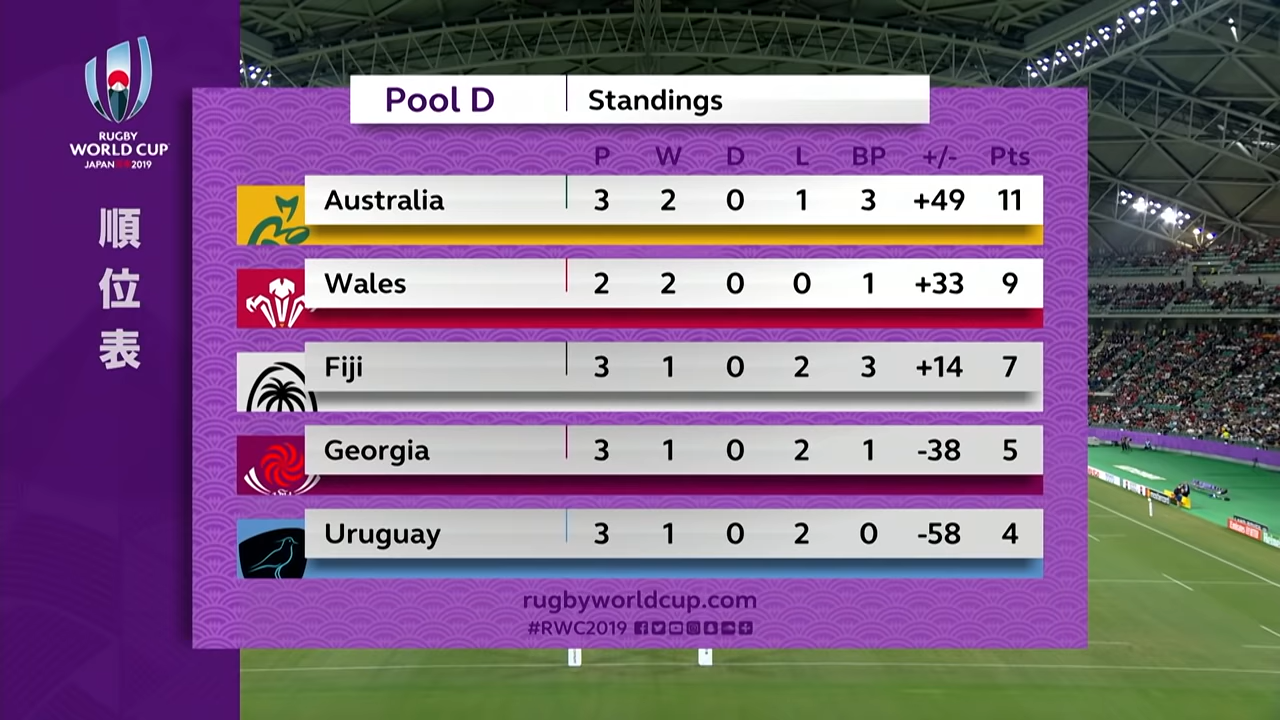 RUGBY
WORLD CUP
JAPAN 日本 2019
順位表
Pool D Standings
P W D L BP +/- Pts
Australia 3 2 0 1 3 +49 11
Wales 2 2 0 0 1 +33 9
Fiji 3 1 0 2 3 +14 7
Georgia 3 1 0 2 1 -38 5
Uruguay 3 1 0 2 0 -58 4
rugbyworldcup.com
#RWC2019